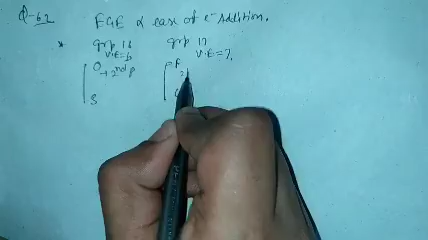 Q-62 EGE α ease of e⁻ addition.
* grp 16 grp 17
V.E=6 V.E=7.
O → 2nd p F
S